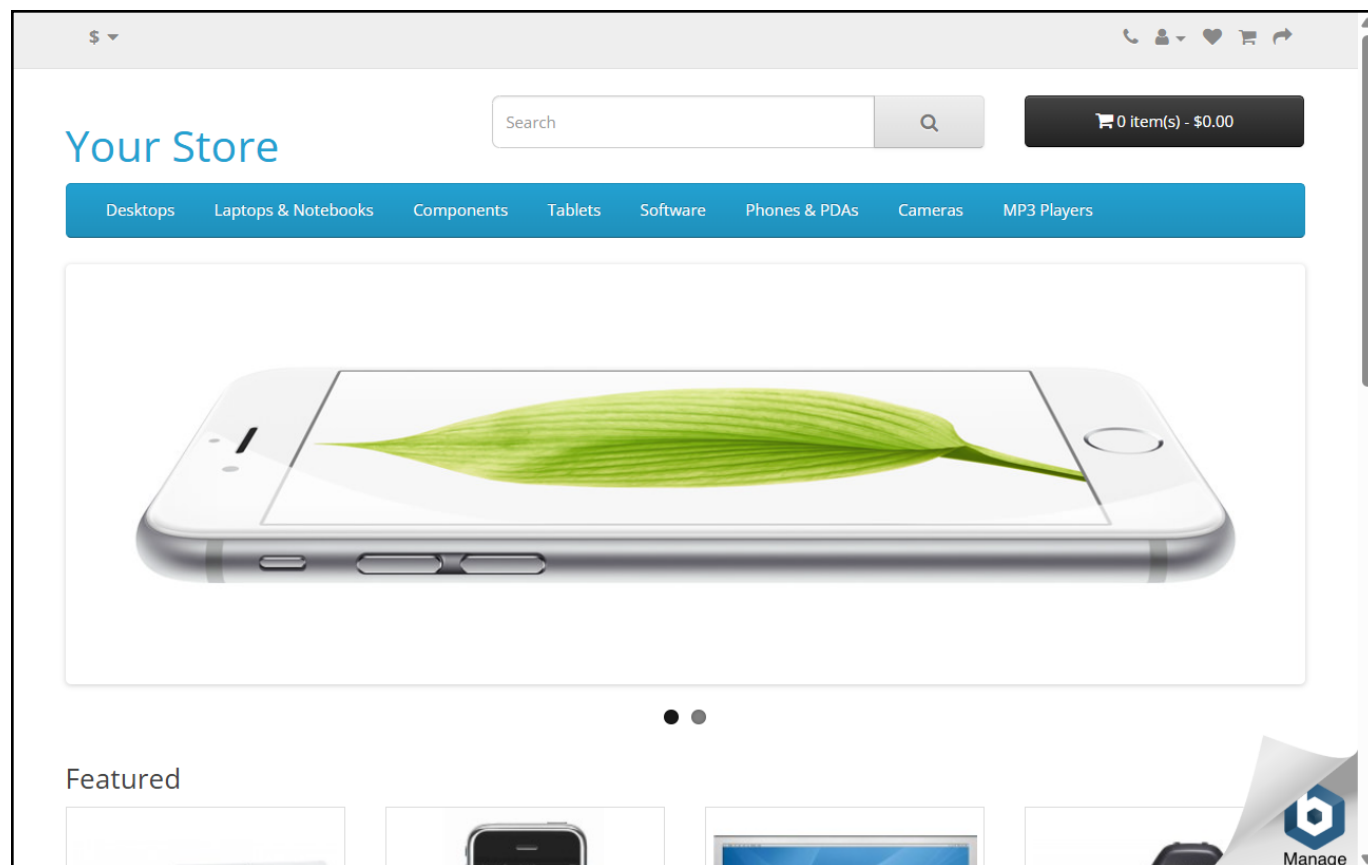 $
Your Store
Search
0 item(s) - $0.00
Desktops Laptops & Notebooks Components Tablets Software Phones & PDAs Cameras MP3 Players
Featured
Manage